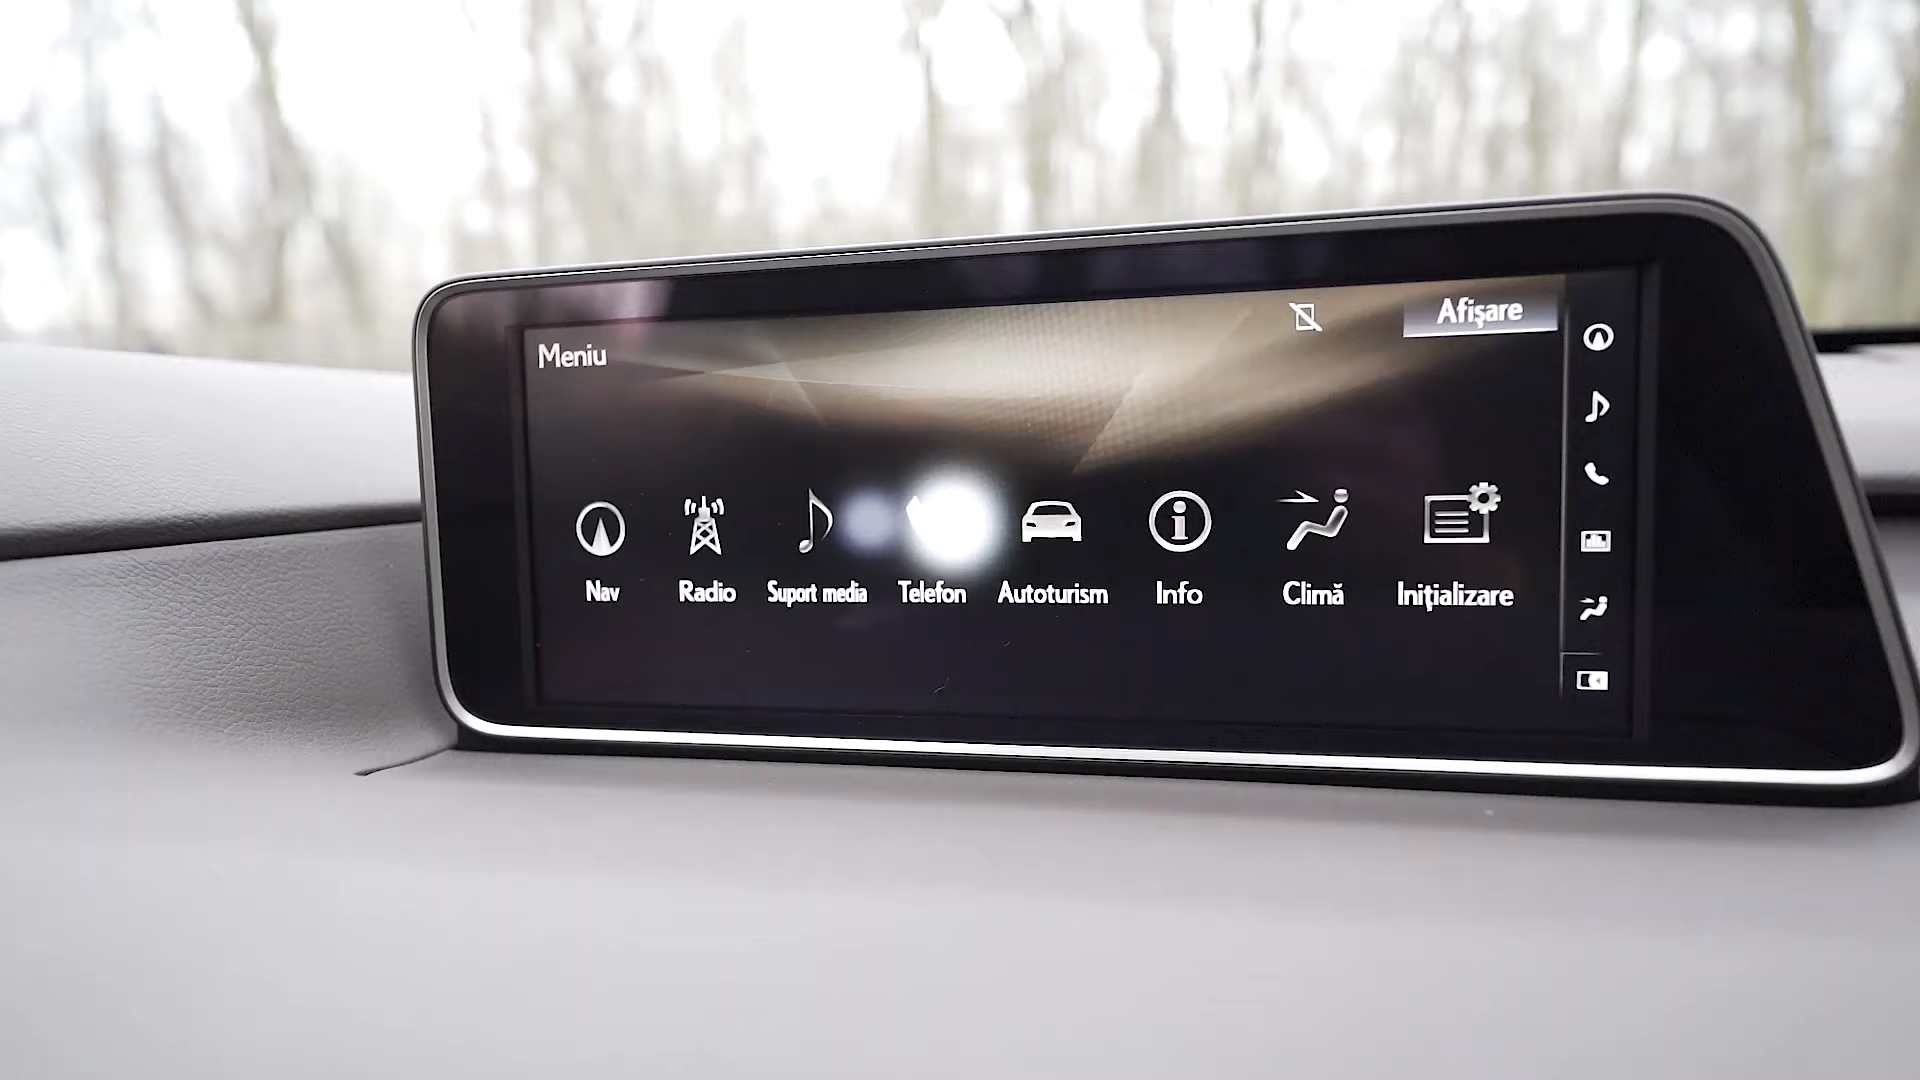 Meniu
Afişare
Nav
Radio
Suport media
Telefon
Autoturism
Info
Climă
Iniţializare